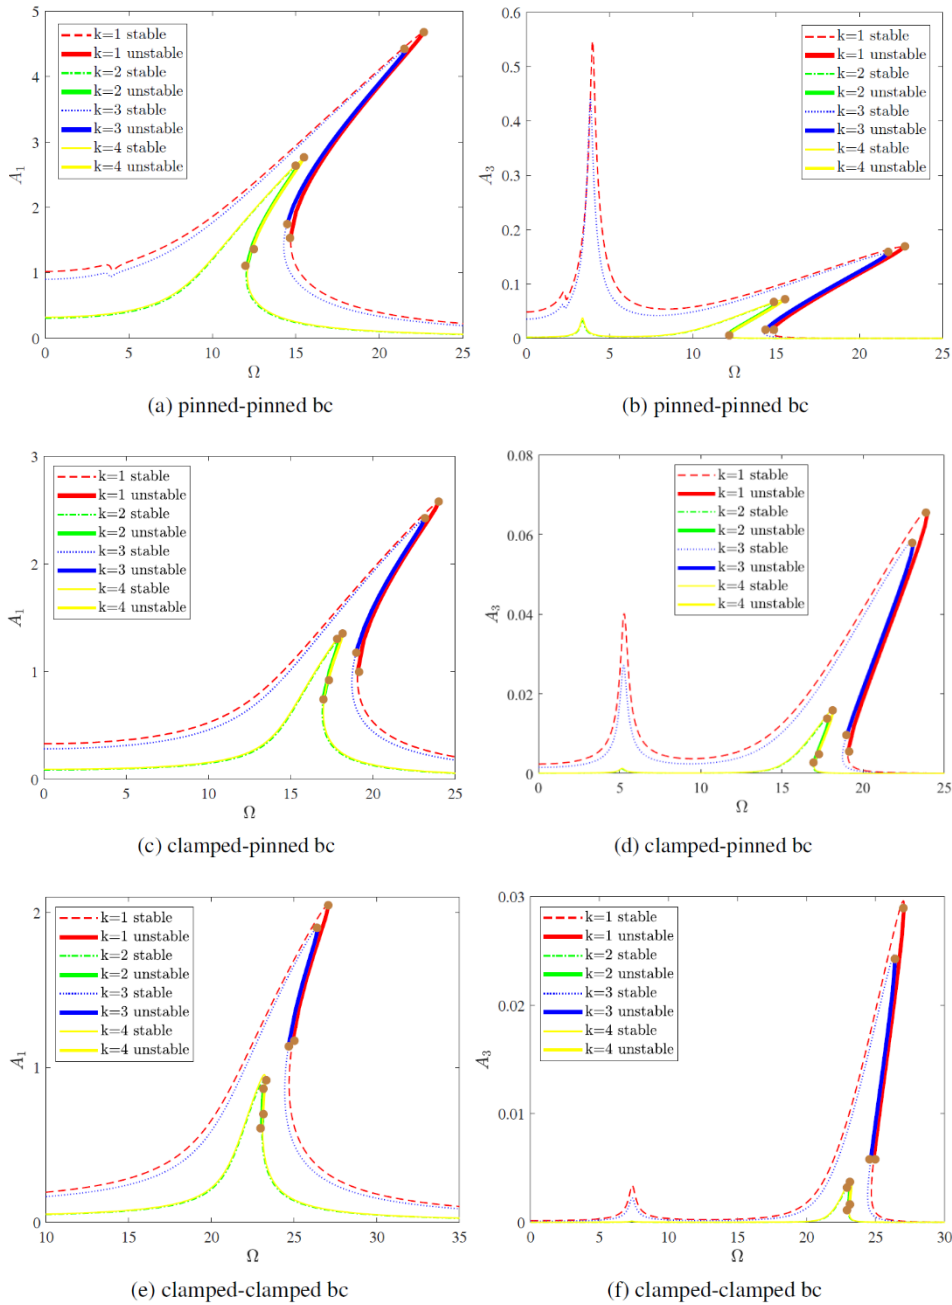 5
4
3
2
1
0
A1
k=1 stable
k=1 unstable
k=2 stable
k=2 unstable
k=3 stable
k=3 unstable
k=4 stable
k=4 unstable
0 5 10 15 20 25
Ω
(a) pinned-pinned bc
0.6
0.5
0.4
0.3
0.2
0.1
0
A3
k=1 stable
k=1 unstable
k=2 stable
k=2 unstable
k=3 stable
k=3 unstable
k=4 stable
k=4 unstable
0 5 10 15 20 25
Ω
(b) pinned-pinned bc
3
2
1
0
A1
k=1 stable
k=1 unstable
k=2 stable
k=2 unstable
k=3 stable
k=3 unstable
k=4 stable
k=4 unstable
0 5 10 15 20 25
Ω
(c) clamped-pinned bc
0.08
0.06
0.04
0.02
0
A3
k=1 stable
k=1 unstable
k=2 stable
k=2 unstable
k=3 stable
k=3 unstable
k=4 stable
k=4 unstable
0 5 10 15 20 25
Ω
(d) clamped-pinned bc
2
1
0
A1
k=1 stable
k=1 unstable
k=2 stable
k=2 unstable
k=3 stable
k=3 unstable
k=4 stable
k=4 unstable
10 15 20 25 30 35
Ω
(e) clamped-clamped bc
0.03
0.02
0.01
0
A3
k=1 stable
k=1 unstable
k=2 stable
k=2 unstable
k=3 stable
k=3 unstable
k=4 stable
k=4 unstable
0 5 10 15 20 25 30
Ω
(f) clamped-clamped bc